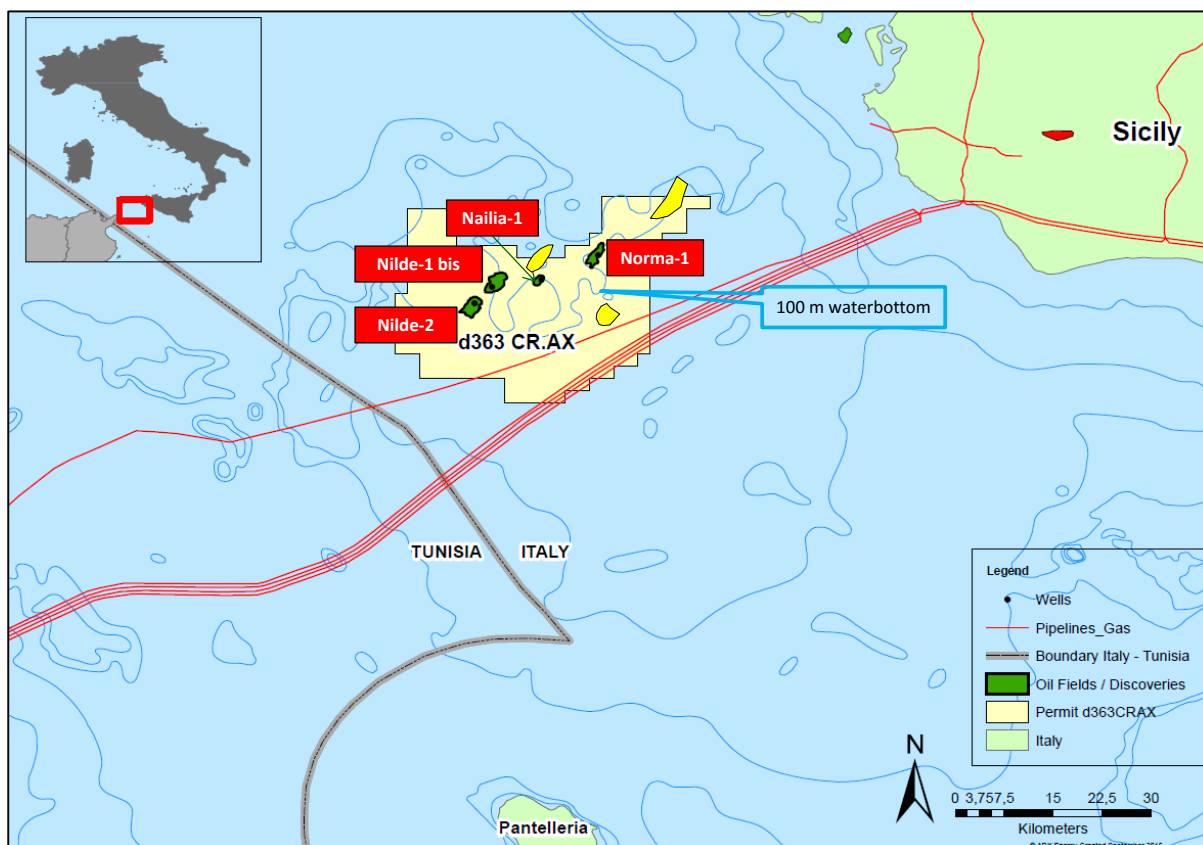 Sicily
Nailia-1
Nilde-1 bis
Norma-1
100 m waterbottom
Nilde-2
d363 CR.AX
TUNISIA
ITALY
Legend
Wells
Pipelines_Gas
Boundary Italy - Tunisia
Oil Fields / Discoveries
Permit d363CRAX
Italy
N
0 3,757,5 15 22,5 30
Kilometers
Pantelleria